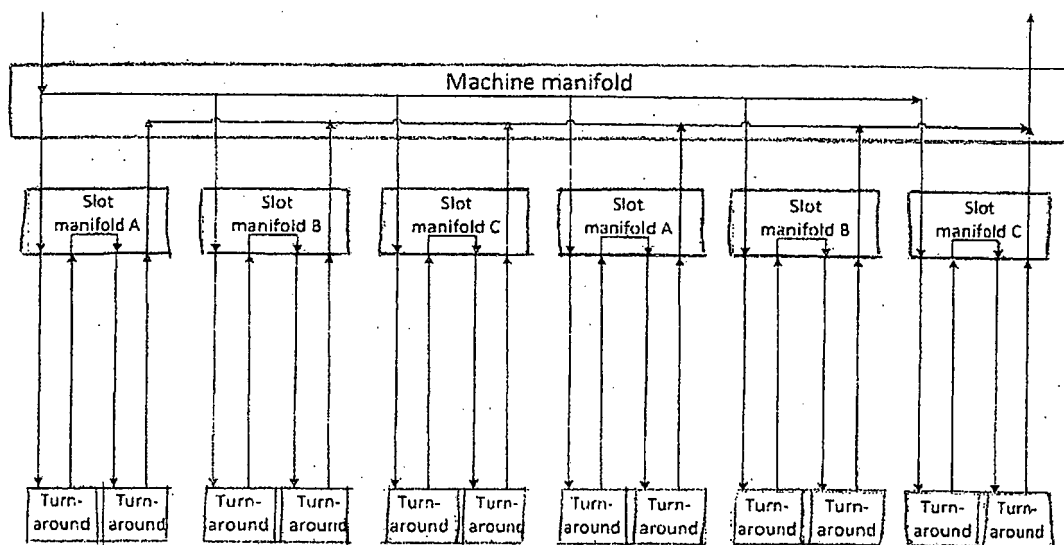 Machine manifold
Slot
manifold A
Slot
manifold B
Slot
manifold C
Slot
manifold A
Slot
manifold B
Slot
manifold C
Turn-
around
Turn-
around
Turn-
around
Turn-
around
Turn-
around
Turn-
around
Turn-
around
Turn-
around
Turn-
around
Turn-
around
Turn-
around
Turn-
around